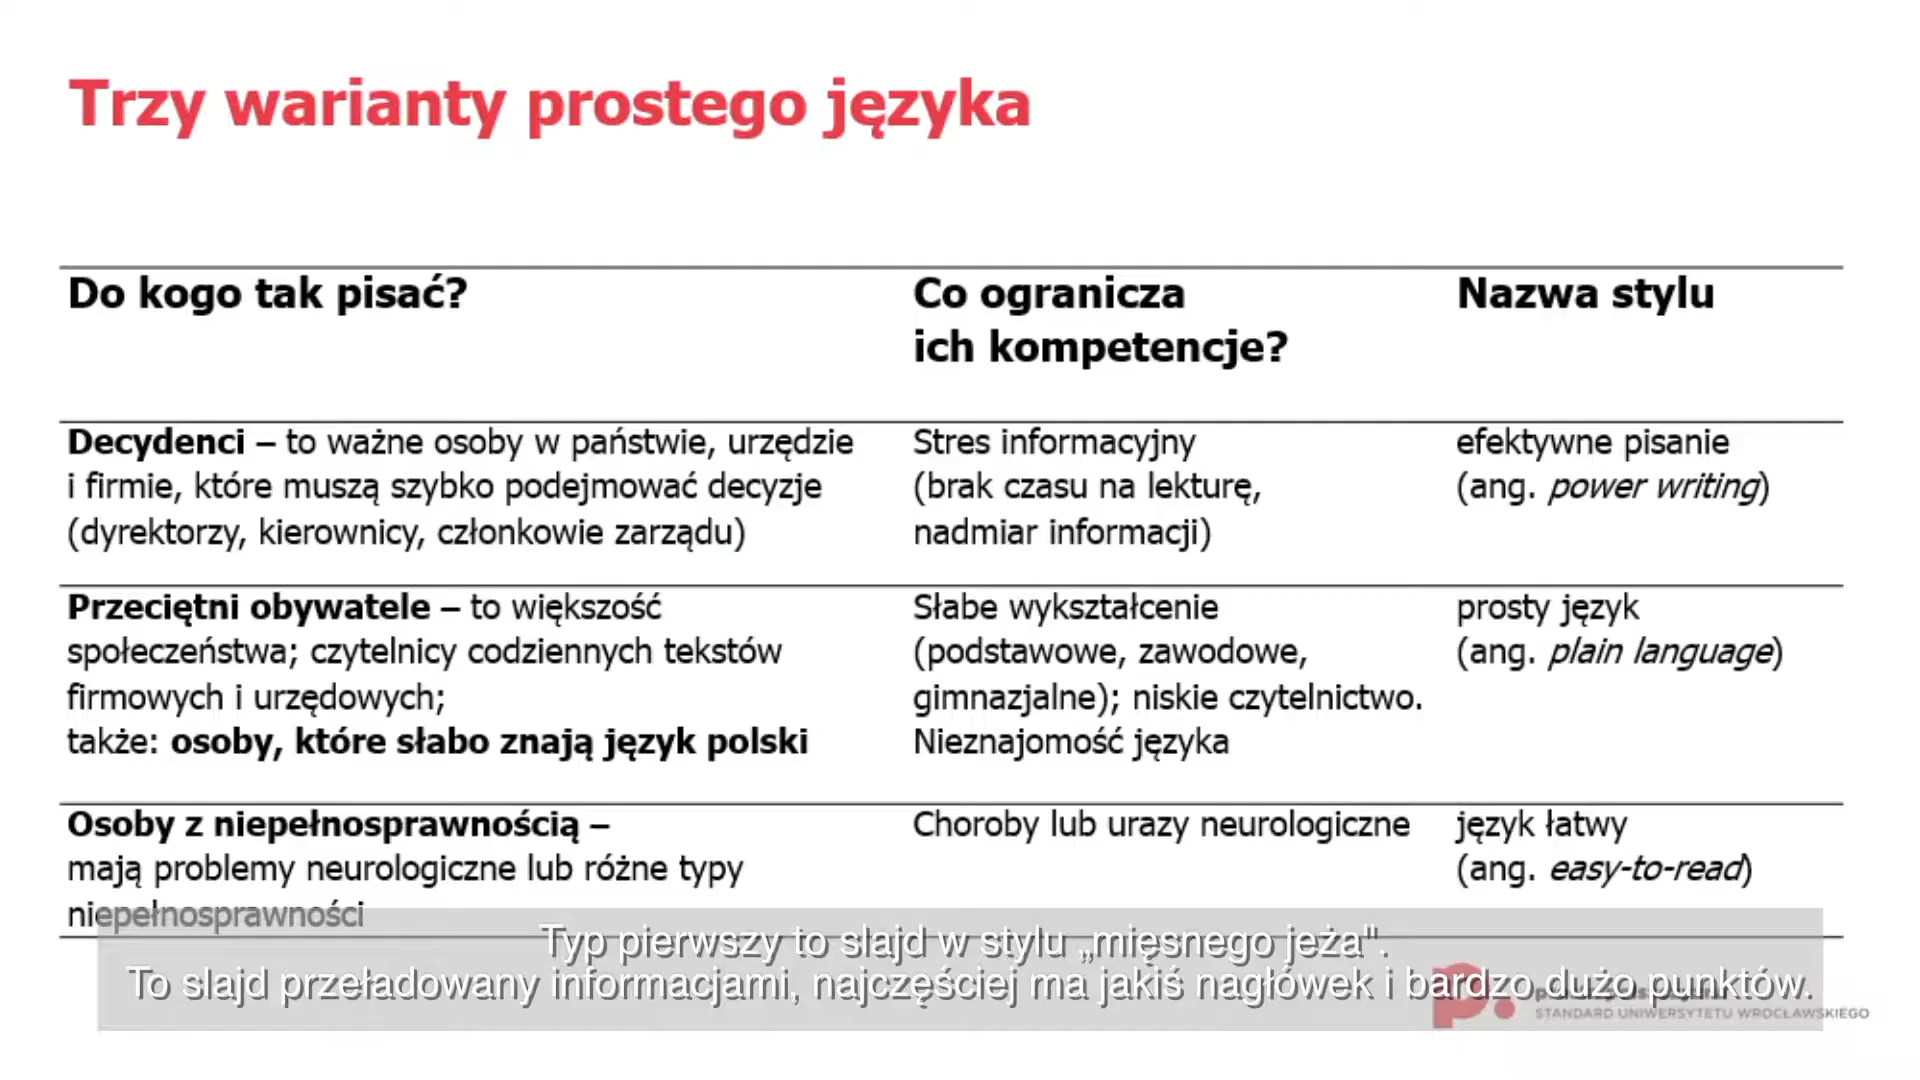 Trzy warianty prostego języka
Do kogo tak pisać?
Co ogranicza
ich kompetencje?
Nazwa stylu
Decydenci – to ważne osoby w państwie, urzędzie
i firmie, które muszą szybko podejmować decyzje
(dyrektorzy, kierownicy, członkowie zarządu)
Stres informacyjny
(brak czasu na lekturę,
nadmiar informacji)
efektywne pisanie
(ang. power writing)
Przeciętni obywatele – to większość
społeczeństwa; czytelnicy codziennych tekstów
firmowych i urzędowych;
także: osoby, które słabo znają język polski
Słabe wykształcenie
(podstawowe, zawodowe,
gimnazjalne); niskie czytelnictwo.
Nieznajomość języka
prosty język
(ang. plain language)
Osoby z niepełnosprawnością –
mają problemy neurologiczne lub różne typy
niepełnosprawności
Choroby lub urazy neurologiczne
język łatwy
(ang. easy-to-read)
Typ pierwszy to slajd w stylu „mięsnego jeża".
To slajd przeładowany informacjami, najczęściej ma jakiś nagłówek i bardzo dużo punktów.
STANDARD UNIWERSYTETU WROCŁAWSKIEGO